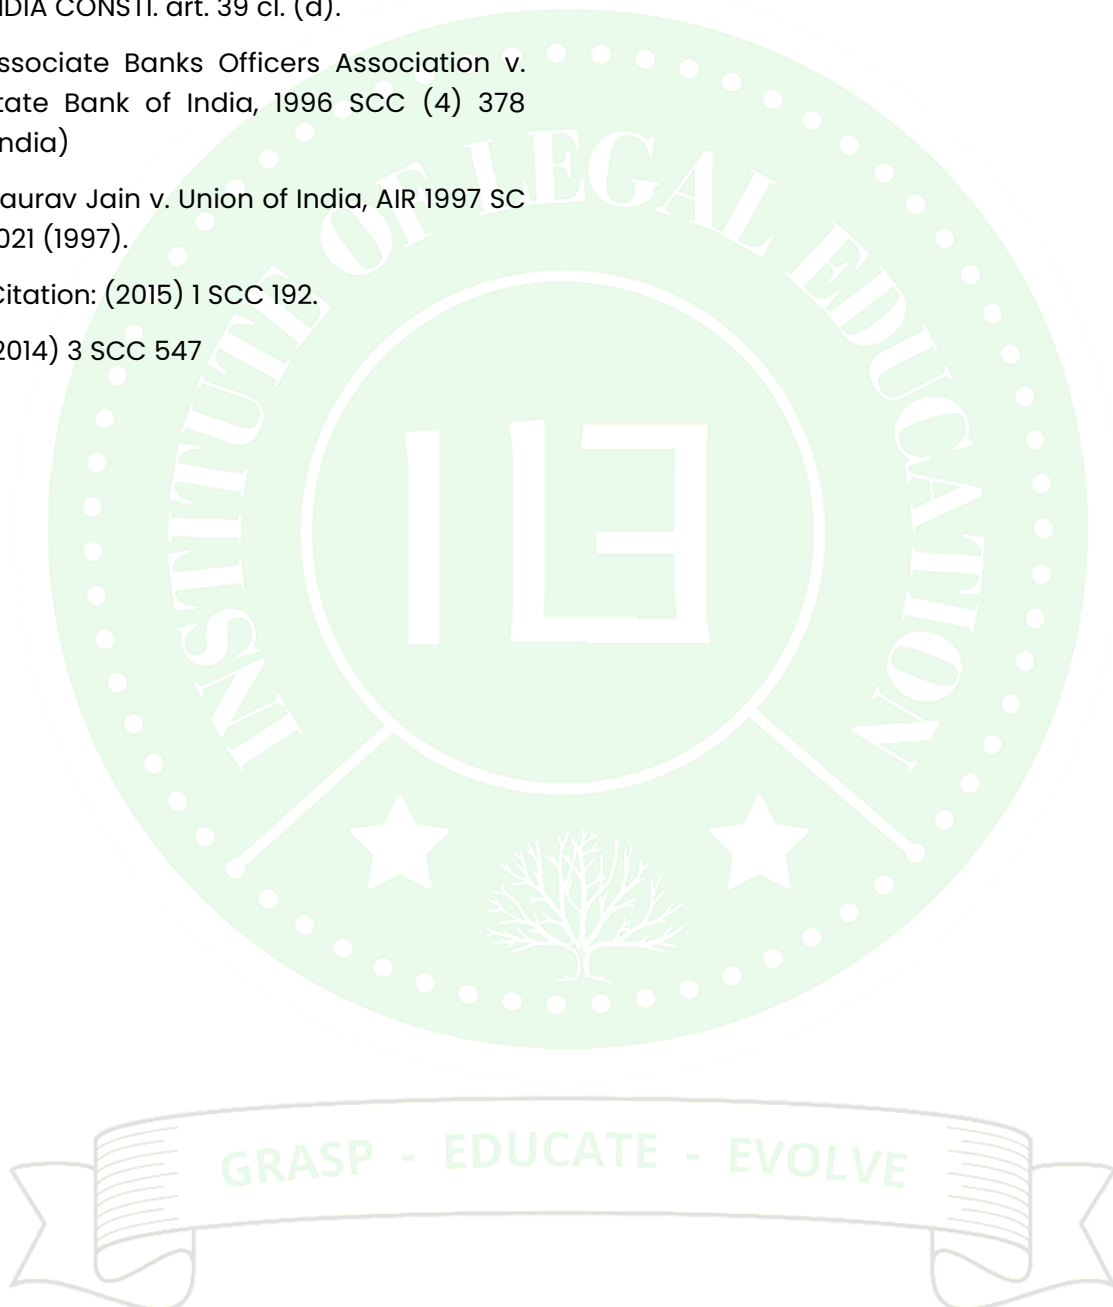 NDIA CONSTI. art. 39 cl. (d).
ssociate Banks Officers Association v.
tate Bank of India, 1996 SCC (4) 378
ndia)
aurav Jain v. Union of India, AIR 1997 SC
021 (1997).
Citation: (2015) 1 SCC 192.
2014) 3 SCC 547
INSTITUTE OF LEGAL EDUCATION
ILE
GRASP - EDUCATE - EVOLVE